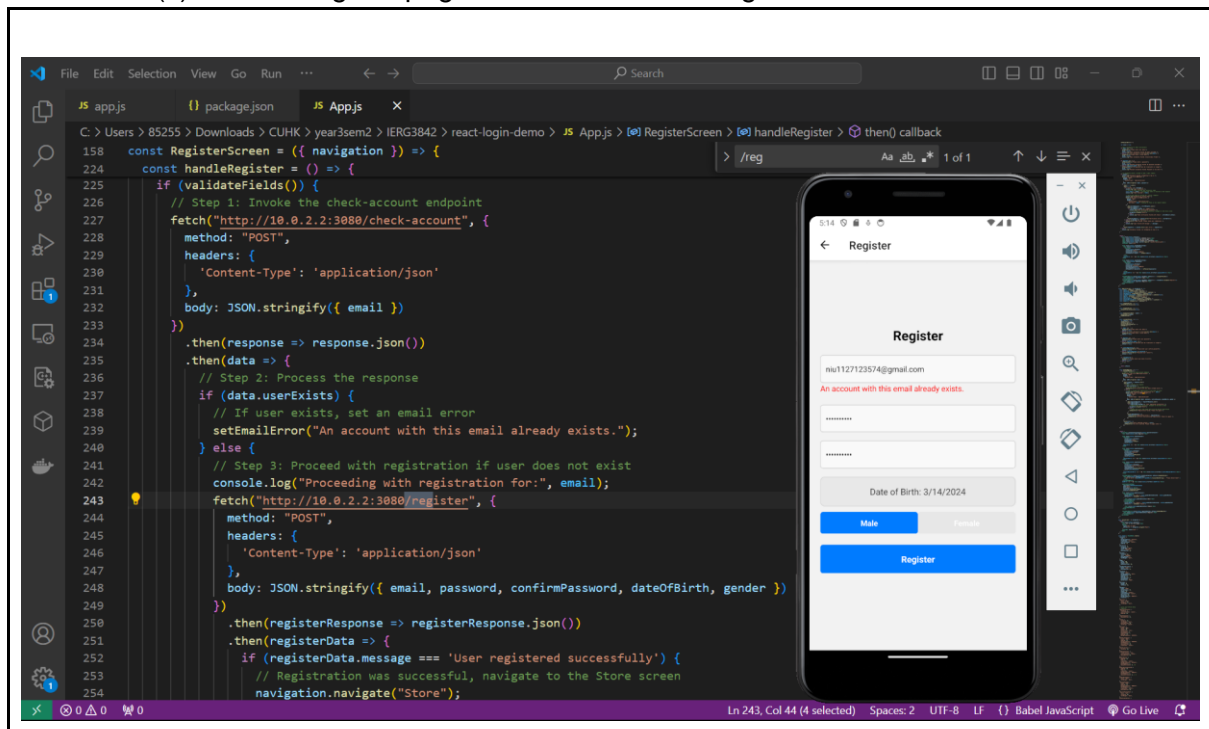 File Edit Selection View Go Run ··· ← → Search
JS app.js {} package.json JS App.js ×
C: > Users > 85255 > Downloads > CUHK > year3sem2 > IERG3842 > react-login-demo > JS App.js > RegisterScreen > handleRegister > then() callback
> /reg Aa ab .* 1 of 1 ↑ ↓ ×
158 const RegisterScreen = ({ navigation }) => {
224 const handleRegister = () => {
225 if (validateFields()) {
226 // Step 1: Invoke the check-account endpoint
227 fetch("http://10.0.2.2:3080/check-account", {
228 method: "POST",
229 headers: {
230 'Content-Type': 'application/json'
231 },
232 body: JSON.stringify({ email })
233 })
234 .then(response => response.json())
235 .then(data => {
236 // Step 2: Process the response
237 if (data.userExists) {
238 // If user exists, set an email error
239 setEmailError("An account with this email already exists.");
240 } else {
241 // Step 3: Proceed with registration if user does not exist
242 console.log("Proceeding with registration for:", email);
243 fetch("http://10.0.2.2:3080/register", {
244 method: "POST",
245 headers: {
246 'Content-Type': 'application/json'
247 },
248 body: JSON.stringify({ email, password, confirmPassword, dateOfBirth, gender })
249 })
250 .then(registerResponse => registerResponse.json())
251 .then(registerData => {
252 if (registerData.message === 'User registered successfully') {
253 // Registration was successful, navigate to the Store screen
254 navigation.navigate("Store");
5:14
← Register
Register
niu1127123574@gmail.com
An account with this email already exists.
··········
··········
Date of Birth: 3/14/2024
Male Female
Register
1
1
0 0 0 Ln 243, Col 44 (4 selected) Spaces: 2 UTF-8 LF {} Babel JavaScript Go Live